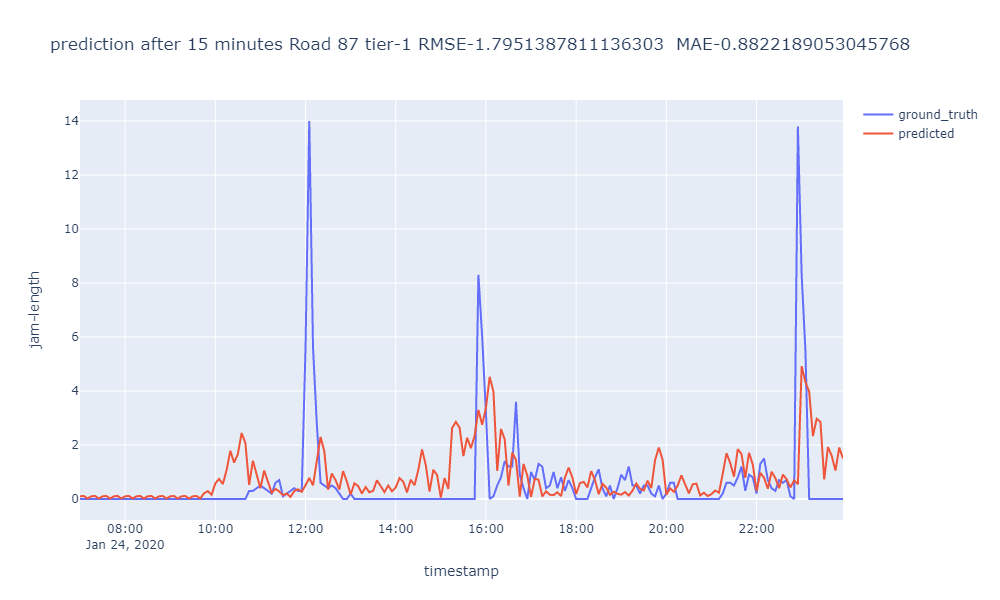 prediction after 15 minutes Road 87 tier-1 RMSE-1.7951387811136303  MAE-0.8822189053045768
ground_truth
predicted
14
12
10
8
6
4
2
0
jam-length
08:00 10:00 12:00 14:00 16:00 18:00 20:00 22:00
Jan 24, 2020
timestamp